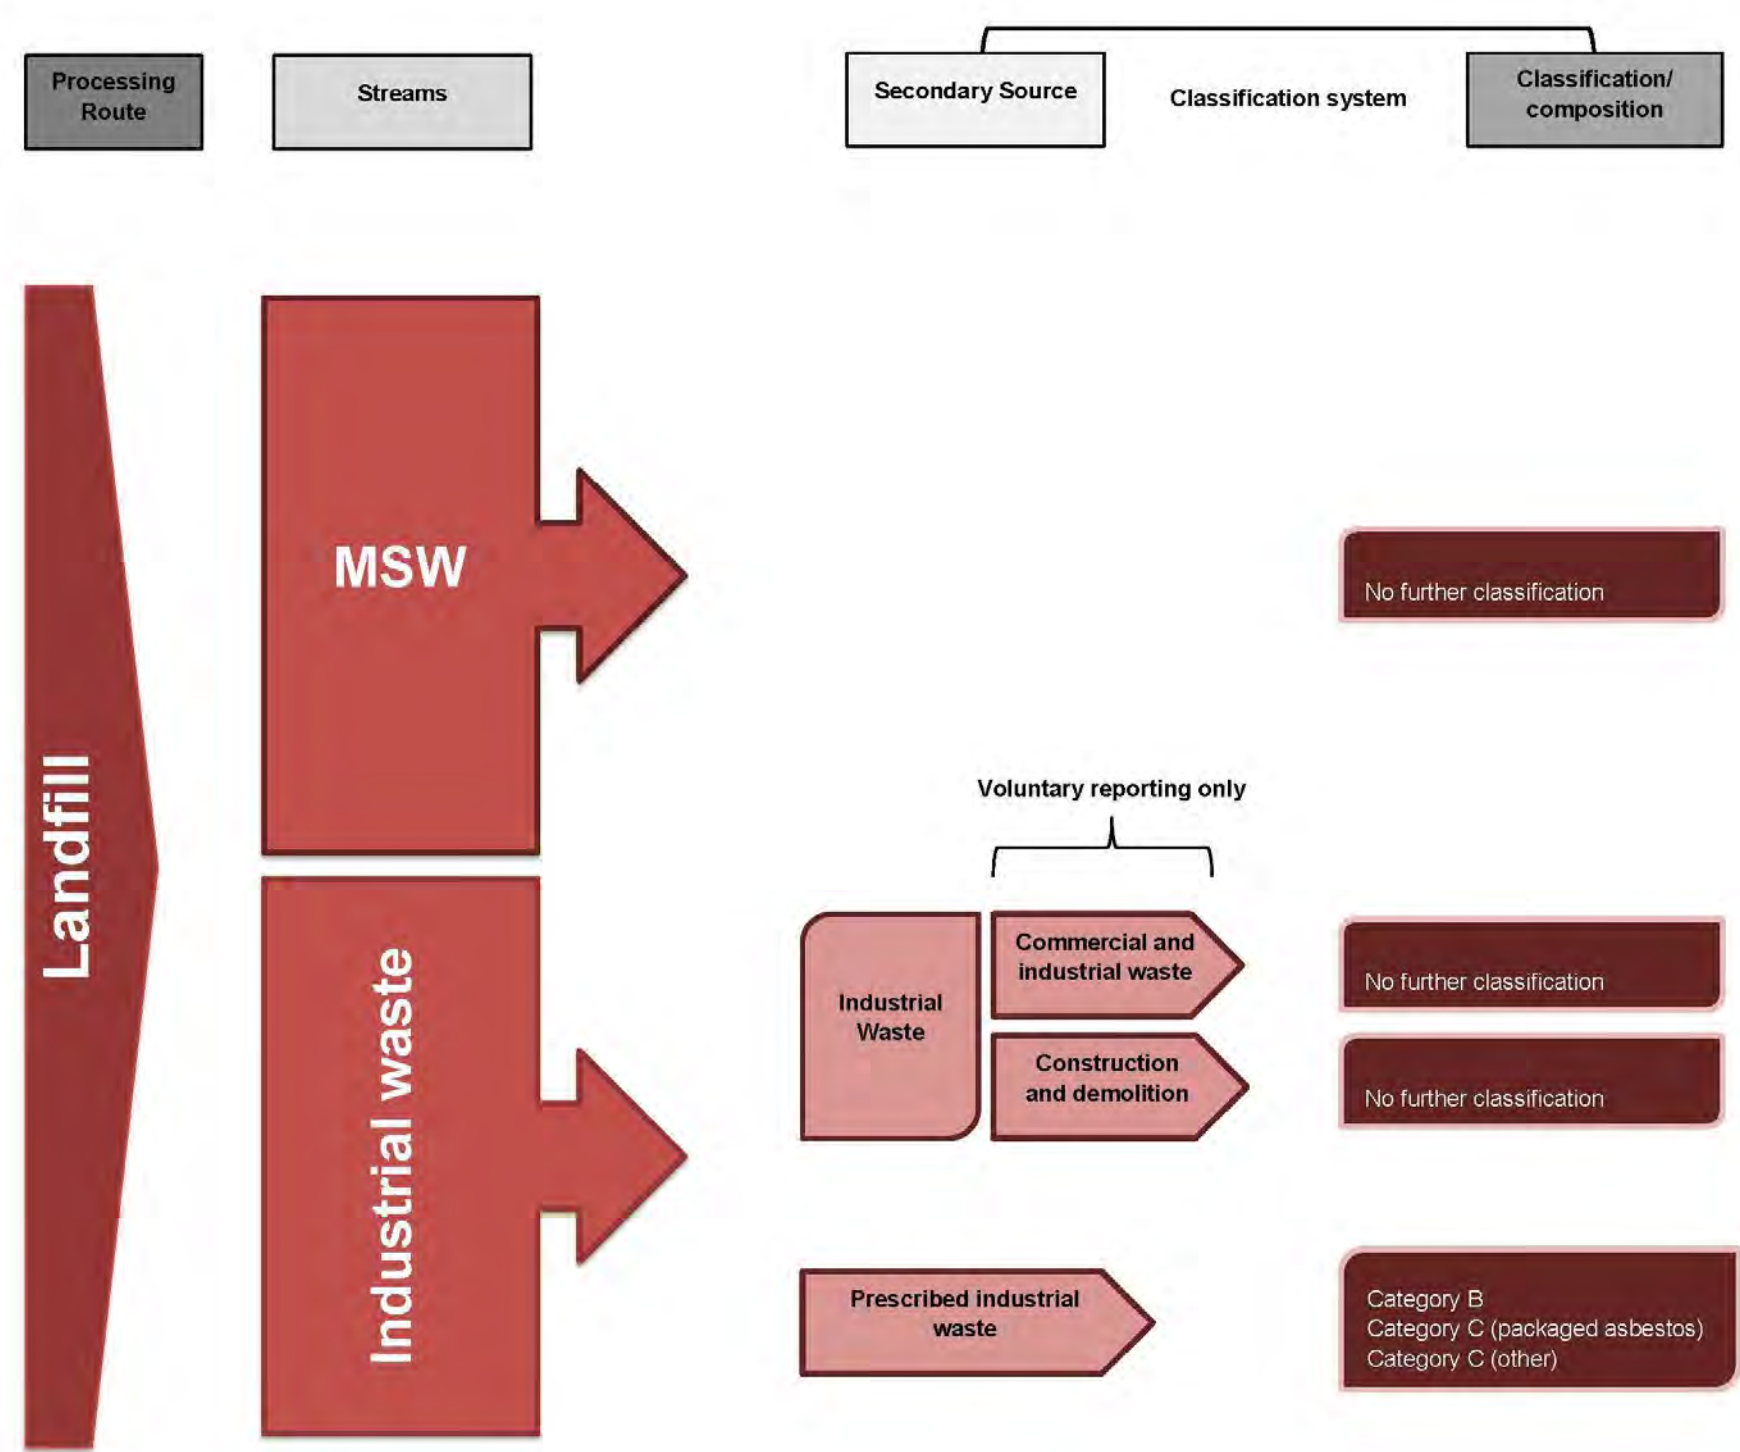 Processing
Route
Streams
Secondary Source
Classification system
Classification/
composition
Landfill
MSW
No further classification
Voluntary reporting only
Industrial waste
Industrial
Waste
Commercial and
industrial waste
No further classification
Construction
and demolition
No further classification
Prescribed industrial
waste
Category B
Category C (packaged asbestos)
Category C (other)